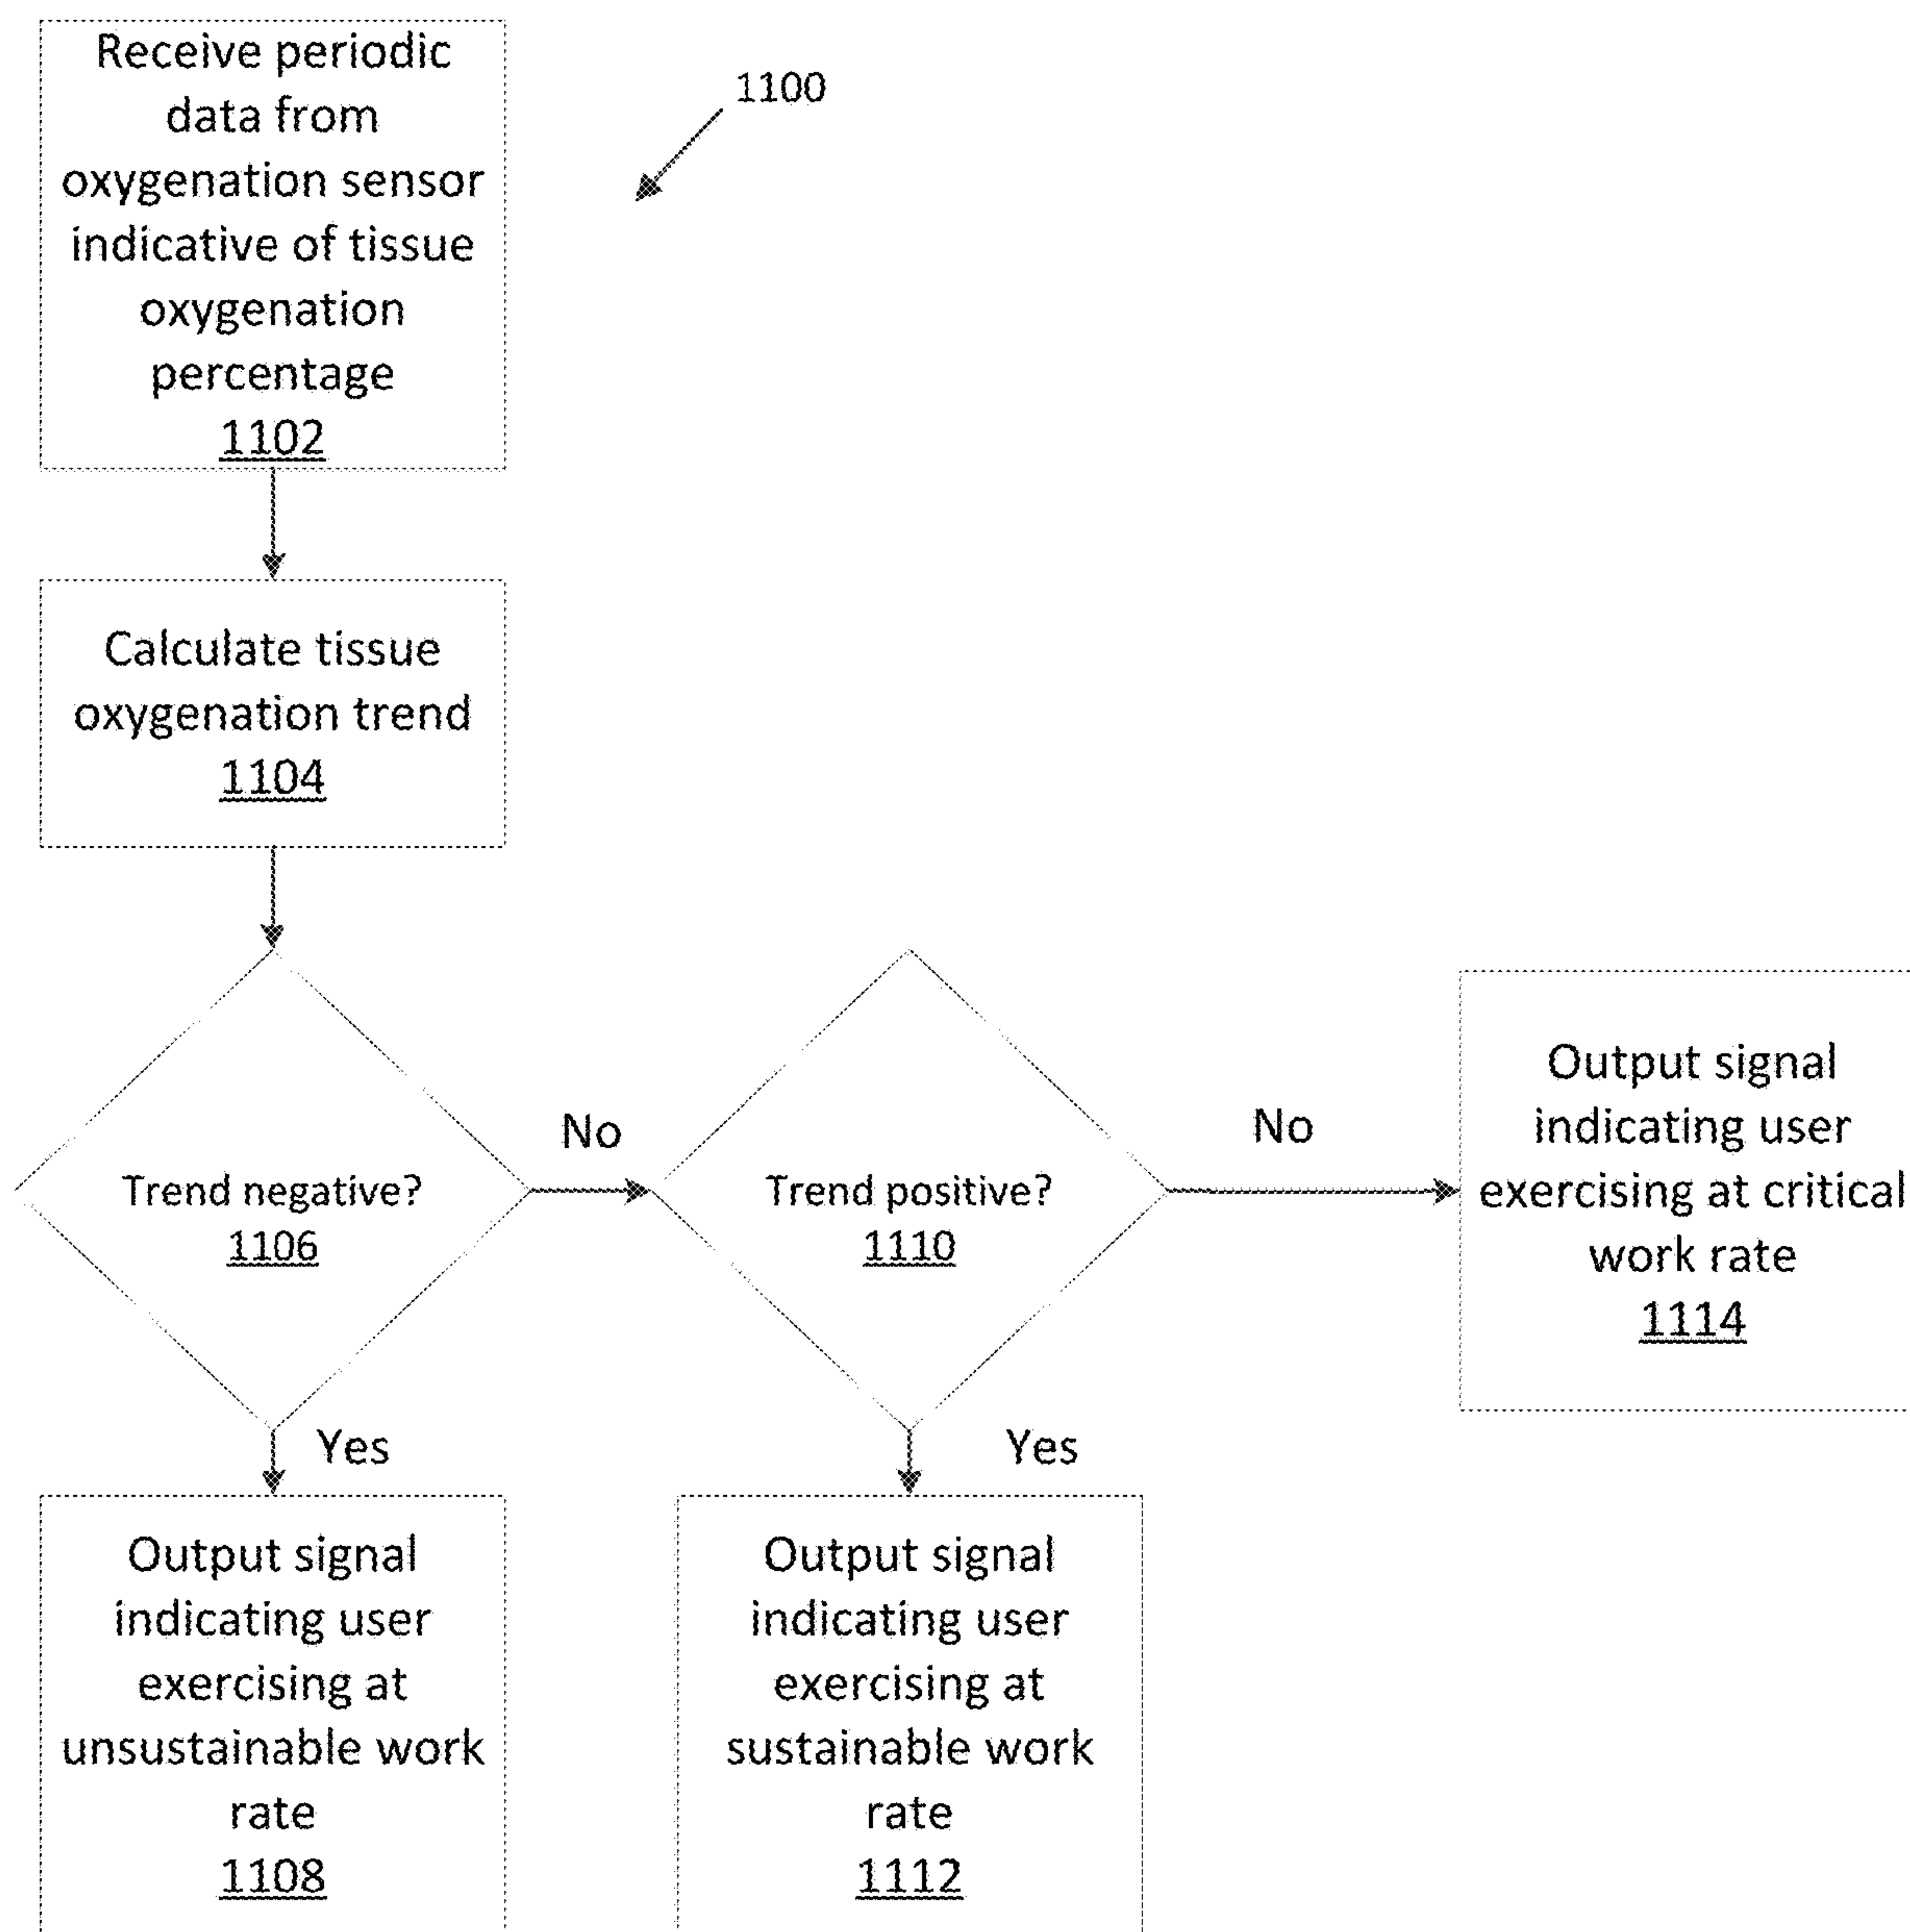 Receive periodic
data from
oxygenation sensor
indicative of tissue
oxygenation
percentage
1102
1100
Calculate tissue
oxygenation trend
1104
Trend negative?
1106
No
Trend positive?
1110
No
Output signal
indicating user
exercising at critical
work rate
1114
Yes
Output signal
indicating user
exercising at
unsustainable work
rate
1108
Yes
Output signal
indicating user
exercising at
sustainable work
rate
1112